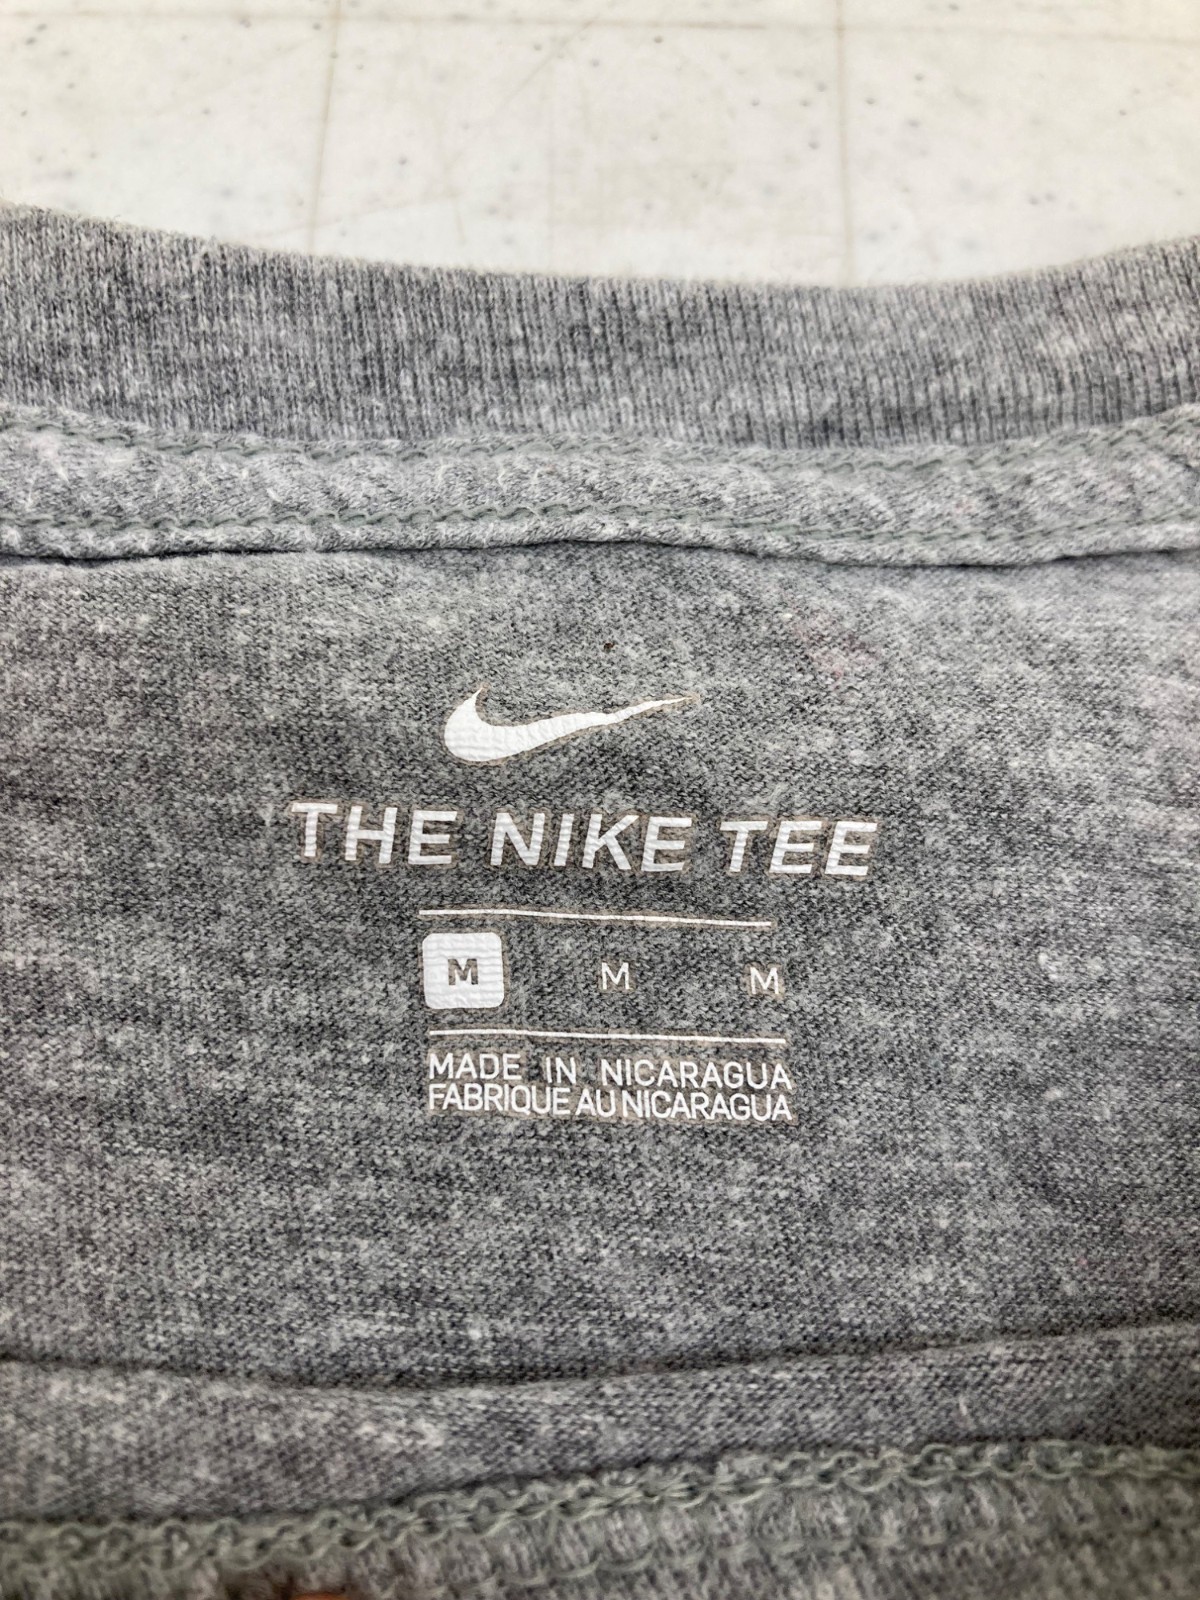 THE NIKE TEE
M M M
MADE IN NICARAGUA
FABRIQUE AU NICARAGUA